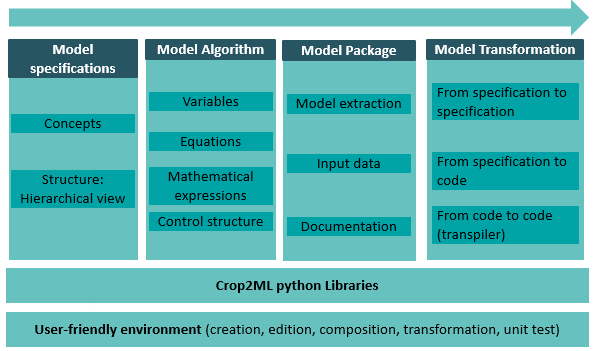 Model
specifications
Concepts
Structure:
Hierarchical view
Model Algorithm
Variables
Equations
Mathematical
expressions
Control structure
Model Package
Model extraction
Input data
Documentation
Model Transformation
From specification to
specification
From specification to
code
From code to code
(transpiler)
Crop2ML python Libraries
User-friendly environment (creation, edition, composition, transformation, unit test)